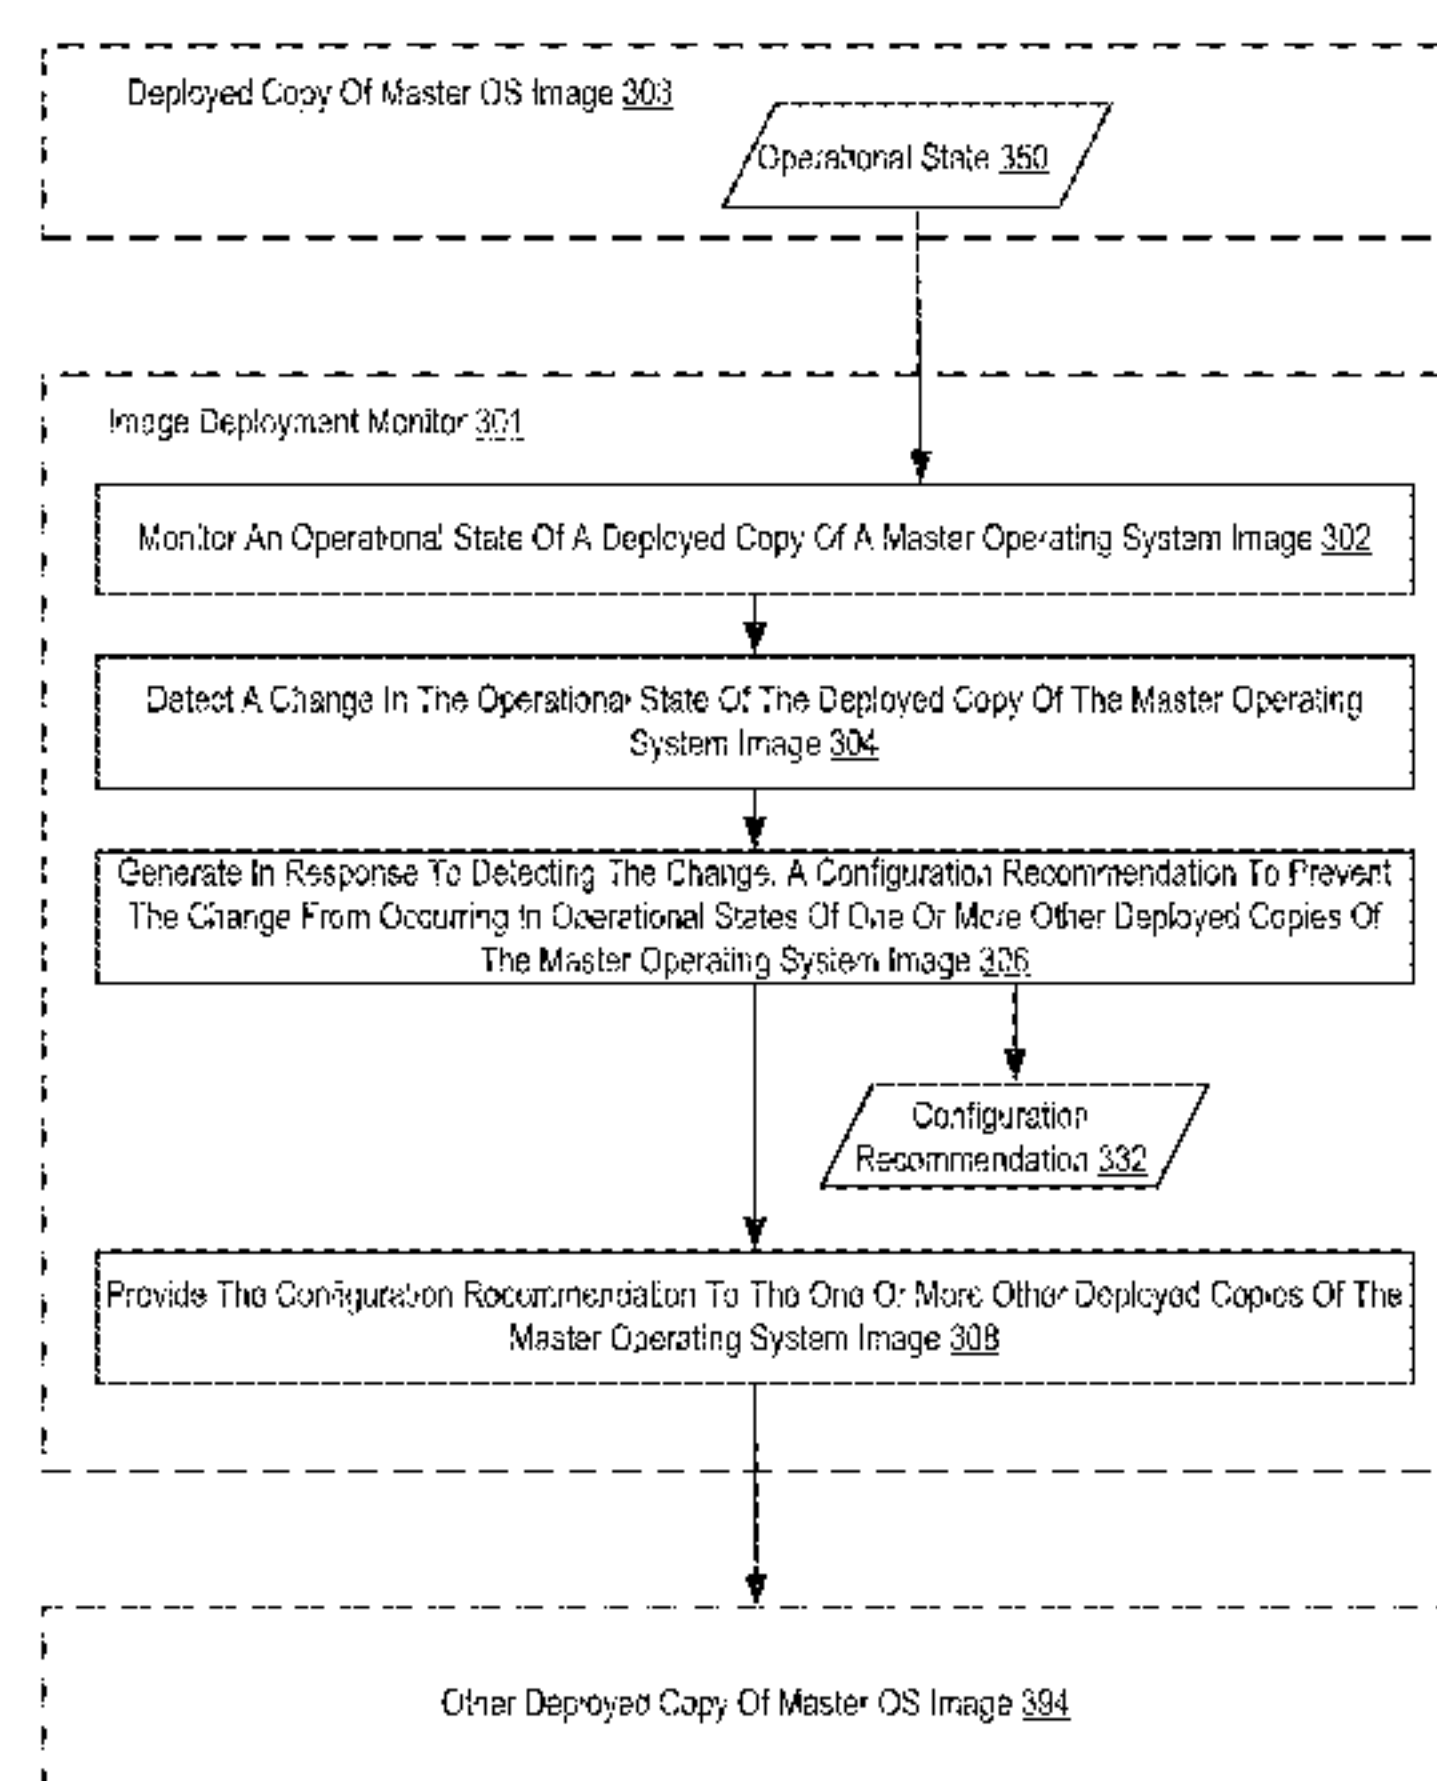 Deployed Copy Of Master OS Image 303
Operational State 350
Image Deployment Monitor 301
Monitor An Operational State Of A Deployed Copy Of A Master Operating System Image 302
Detect A Change In The Operational State Of The Deployed Copy Of The Master Operating
System Image 304
Generate In Response To Detecting The Change, A Configuration Recommendation To Prevent
The Change From Occurring In Operational States Of One Or More Other Deployed Copies Of
The Master Operating System Image 306
Configuration
Recommendation 332
Provide The Configuration Recommendation To The One Or More Other Deployed Copies Of The
Master Operating System Image 308
Other Deployed Copy Of Master OS Image 394